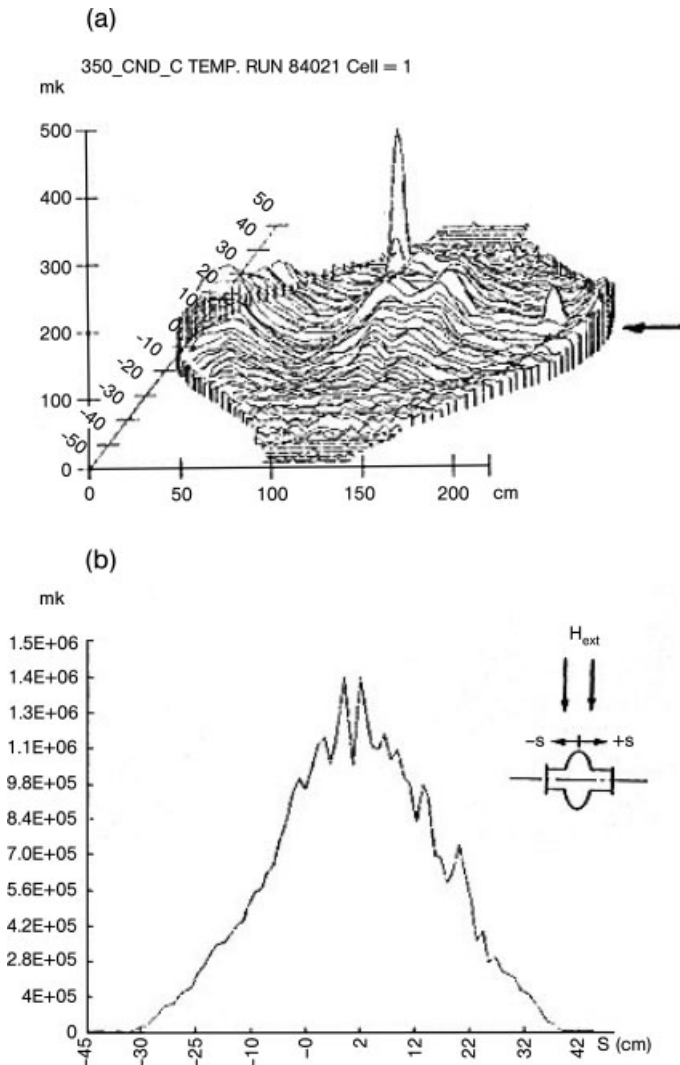 (a)
350_CND_C TEMP. RUN 84021 Cell = 1
mk
500
400
300
200
100
0
50
40
30
20
10
0
-10
-20
-30
-40
-50
0
50
100
150
200
cm
(b)
mk
1.5E+06
1.4E+06
1.3E+06
1.1E+06
9.8E+05
8.4E+05
7.0E+05
5.6E+05
4.2E+05
2.8E+05
4E+05
0
Hext
–s
+s
-45
-30
-25
-10
-0
2
12
22
32
42
S (cm)